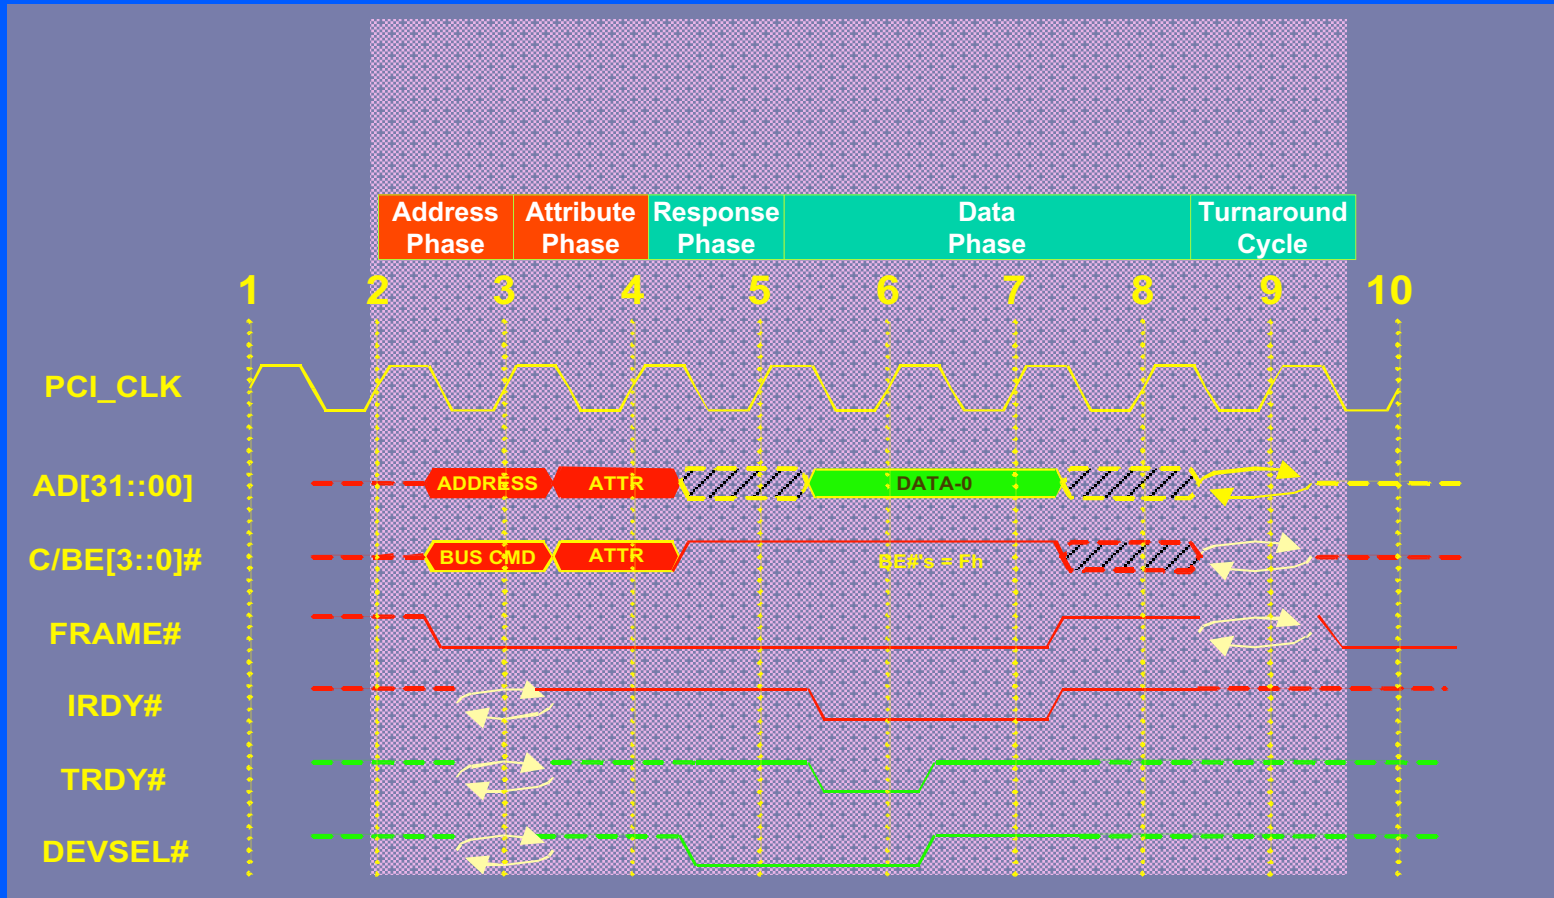 Address Phase
Attribute Phase
Response Phase
Data Phase
Turnaround Cycle
1 2 3 4 5 6 7 8 9 10
PCI_CLK
AD[31::00] ADDRESS ATTR DATA-0
C/BE[3::0]# BUS CMD ATTR BE#'s = Fh
FRAME#
IRDY#
TRDY#
DEVSEL#